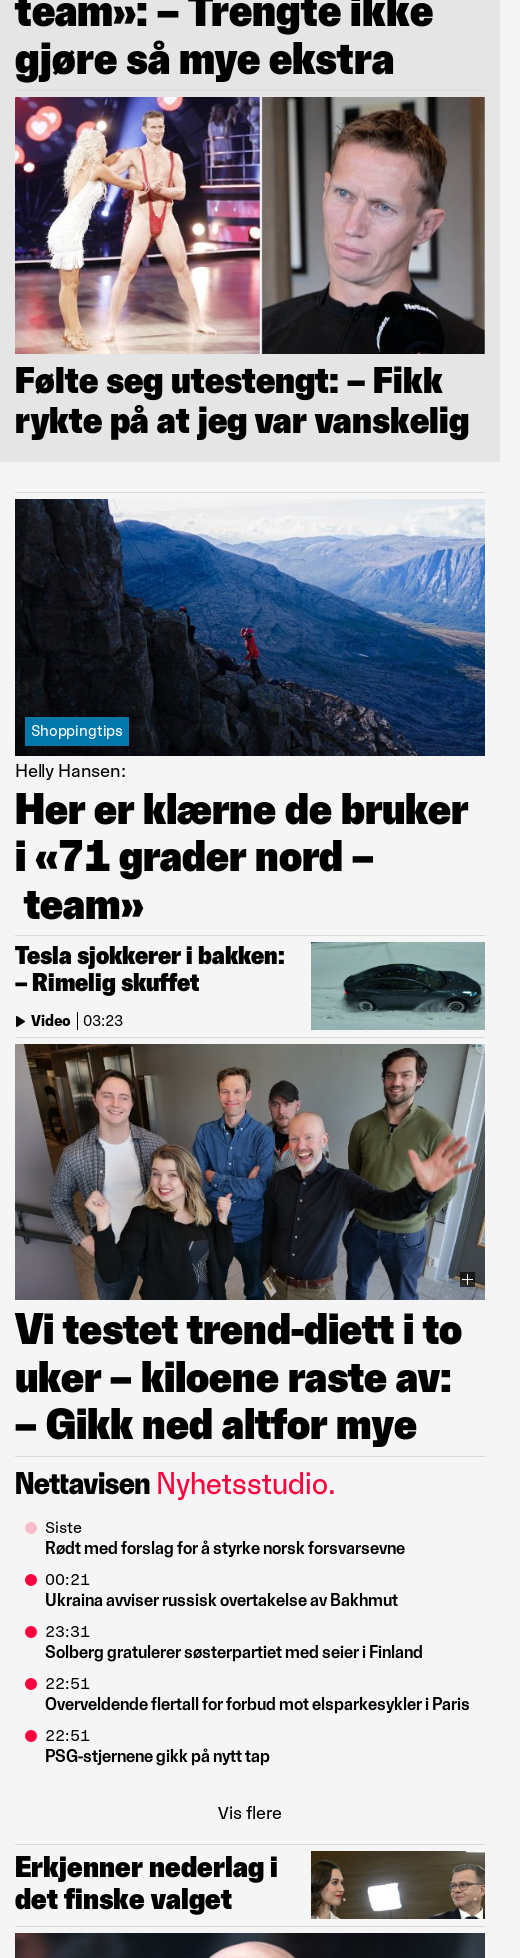 team»: – Trengte ikke
gjøre så mye ekstra
Følte seg utestengt: – Fikk
rykte på at jeg var vanskelig
Shoppingtips
Helly Hansen:
Her er klærne de bruker
i «71 grader nord –
team»
Tesla sjokkerer i bakken:
– Rimelig skuffet
Video | 03:23
Vi testet trend-diett i to
uker – kiloene raste av:
– Gikk ned altfor mye
Nettavisen Nyhetsstudio.
Siste
Rødt med forslag for å styrke norsk forsvarsevne
00:21
Ukraina avviser russisk overtakelse av Bakhmut
23:31
Solberg gratulerer søsterpartiet med seier i Finland
22:51
Overveldende flertall for forbud mot elsparkesykler i Paris
22:51
PSG-stjernene gikk på nytt tap
Vis flere
Erkjenner nederlag i
det finske valget